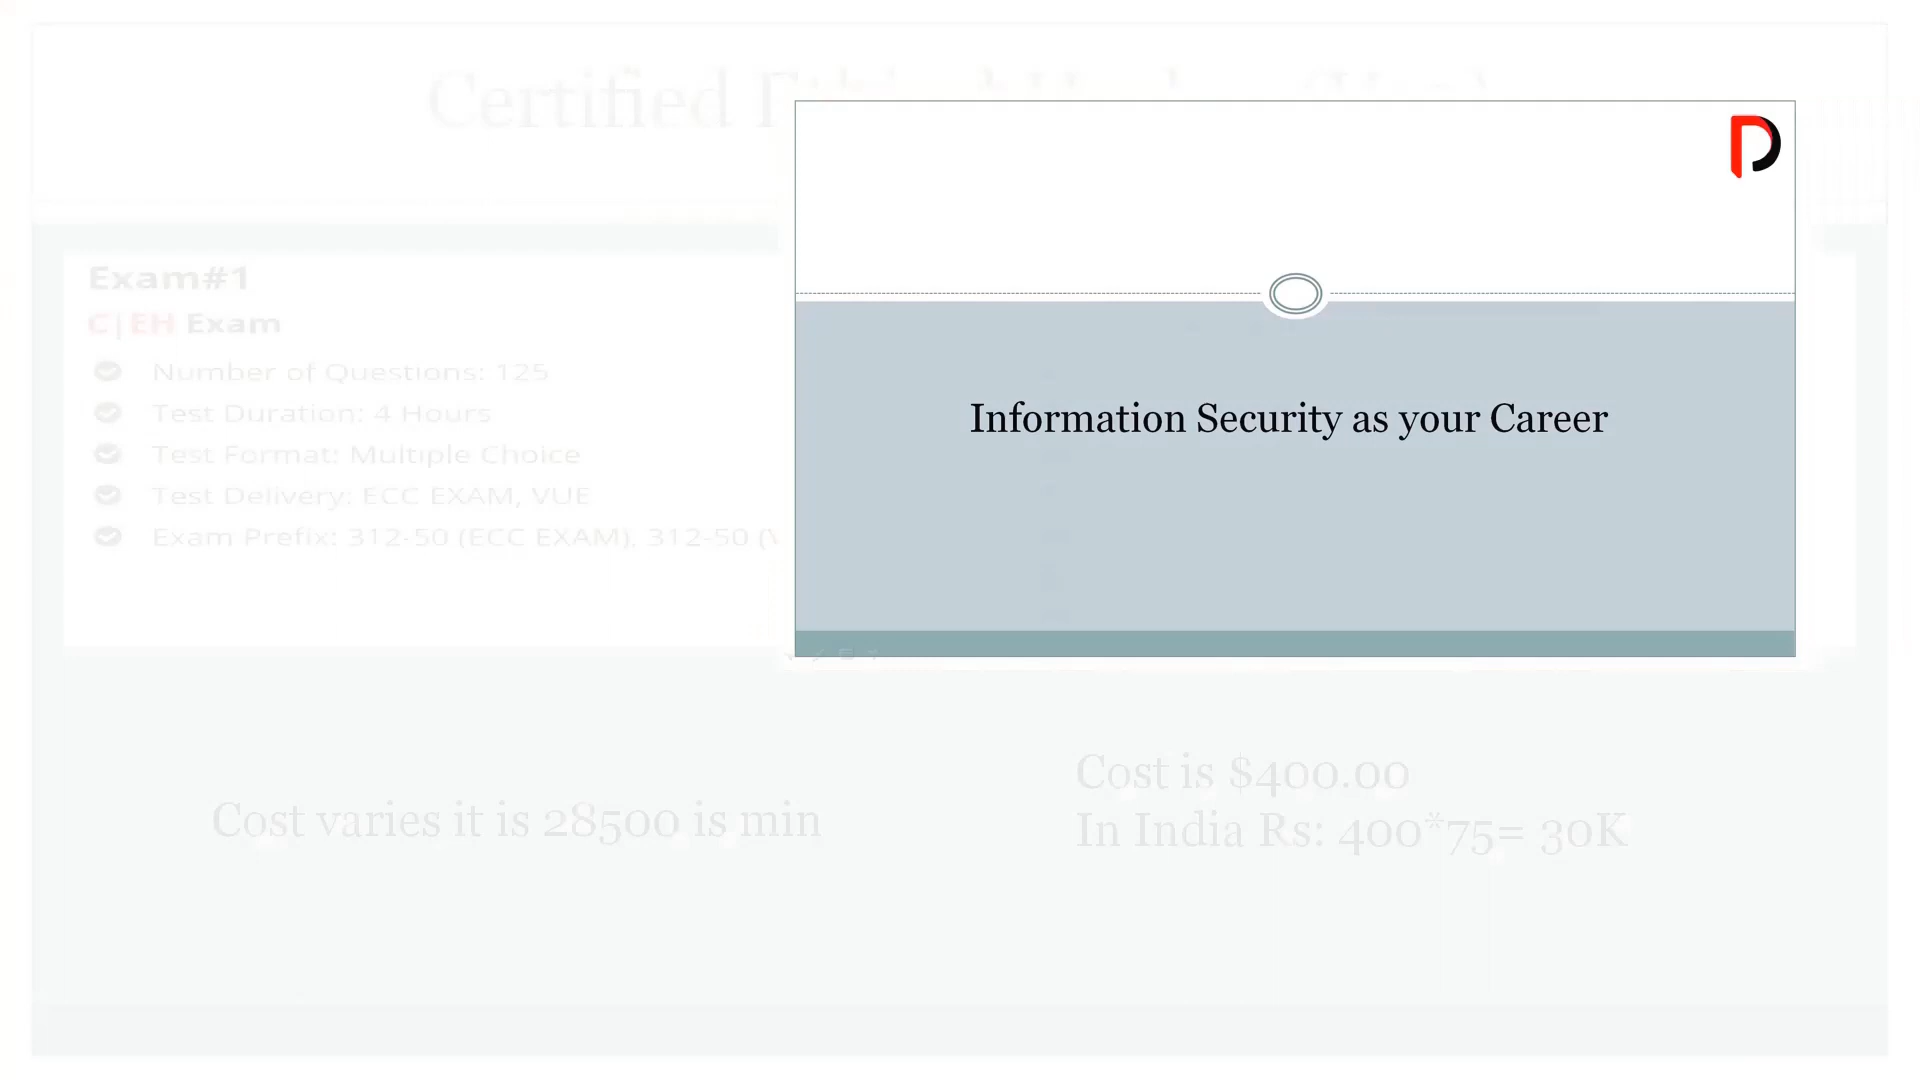 Certified
Information Security as your Career
Exam#1
C|EH Exam
Number of Questions: 125
Test Duration: 4 Hours
Test Format: Multiple Choice
Test Delivery: ECC EXAM, VUE
Exam Prefix: 312-50 (ECC EXAM), 312-50 (V
Cost varies it is 28500 is min
Cost is $400.00
In India Rs: 400*75= 30K